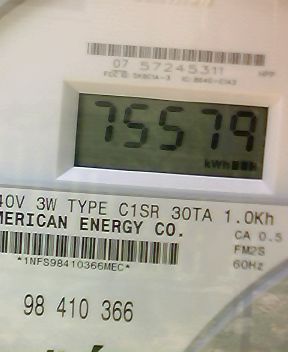 07 57245311
HPP
75579
kWh
40V 3W TYPE C1SR 30TA 1.0Kh
MERICAN ENERGY CO.
CA 0.5
FM2S
60Hz
*1NFS98410366MEC*
98 410 366